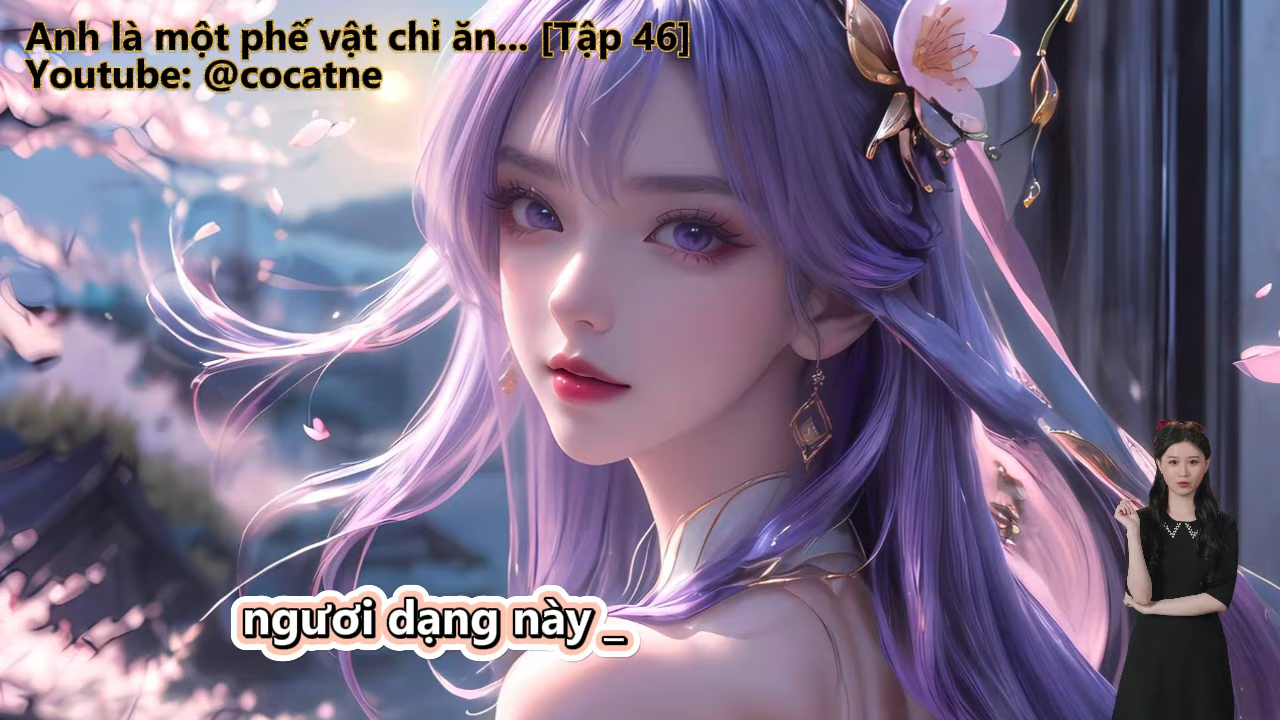 Anh là một phế vật chỉ ăn... [Tập 46]
Youtube: @cocatne
ngươi dạng này _